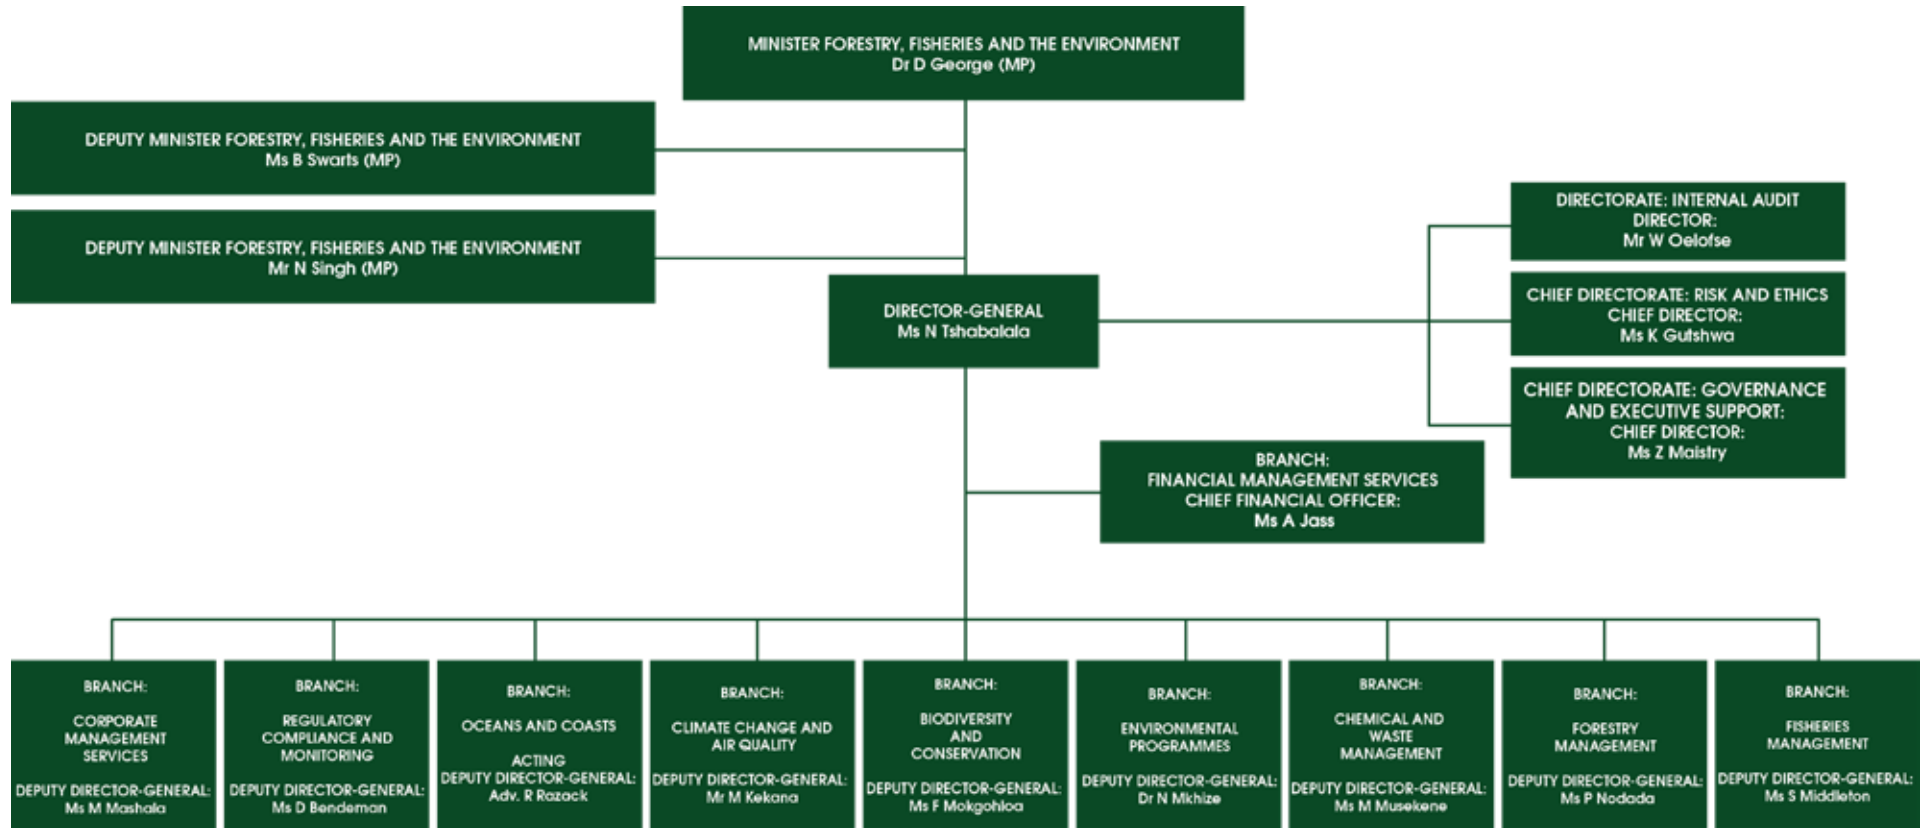 MINISTER FORESTRY, FISHERIES AND THE ENVIRONMENT
Dr D George (MP)
DEPUTY MINISTER FORESTRY, FISHERIES AND THE ENVIRONMENT
Ms B Swarts (MP)
DEPUTY MINISTER FORESTRY, FISHERIES AND THE ENVIRONMENT
Mr N Singh (MP)
DIRECTOR-GENERAL
Ms N Tshabalala
DIRECTORATE: INTERNAL AUDIT
DIRECTOR:
Mr W Oelofse
CHIEF DIRECTORATE: RISK AND ETHICS
CHIEF DIRECTOR:
Ms K Gutshwa
CHIEF DIRECTORATE: GOVERNANCE
AND EXECUTIVE SUPPORT:
CHIEF DIRECTOR:
Ms Z Maistry
BRANCH:
FINANCIAL MANAGEMENT SERVICES
CHIEF FINANCIAL OFFICER:
Ms A Jass
BRANCH:
CORPORATE
MANAGEMENT
SERVICES
DEPUTY DIRECTOR-GENERAL:
Ms M Mashala
BRANCH:
REGULATORY
COMPLIANCE AND
MONITORING
DEPUTY DIRECTOR-GENERAL:
Ms D Bendeman
BRANCH:
OCEANS AND COASTS
ACTING
DEPUTY DIRECTOR-GENERAL:
Adv. R Razack
BRANCH:
CLIMATE CHANGE AND
AIR QUALITY
DEPUTY DIRECTOR-GENERAL:
Mr M Kekana
BRANCH:
BIODIVERSITY
AND
CONSERVATION
DEPUTY DIRECTOR-GENERAL:
Ms F Mokgohloa
BRANCH:
ENVIRONMENTAL
PROGRAMMES
DEPUTY DIRECTOR-GENERAL:
Dr N Mkhize
BRANCH:
CHEMICAL AND
WASTE
MANAGEMENT
DEPUTY DIRECTOR-GENERAL:
Ms M Musekene
BRANCH:
FORESTRY
MANAGEMENT
DEPUTY DIRECTOR-GENERAL:
Ms P Nodada
BRANCH:
FISHERIES
MANAGEMENT
DEPUTY DIRECTOR-GENERAL:
Ms S Middleton